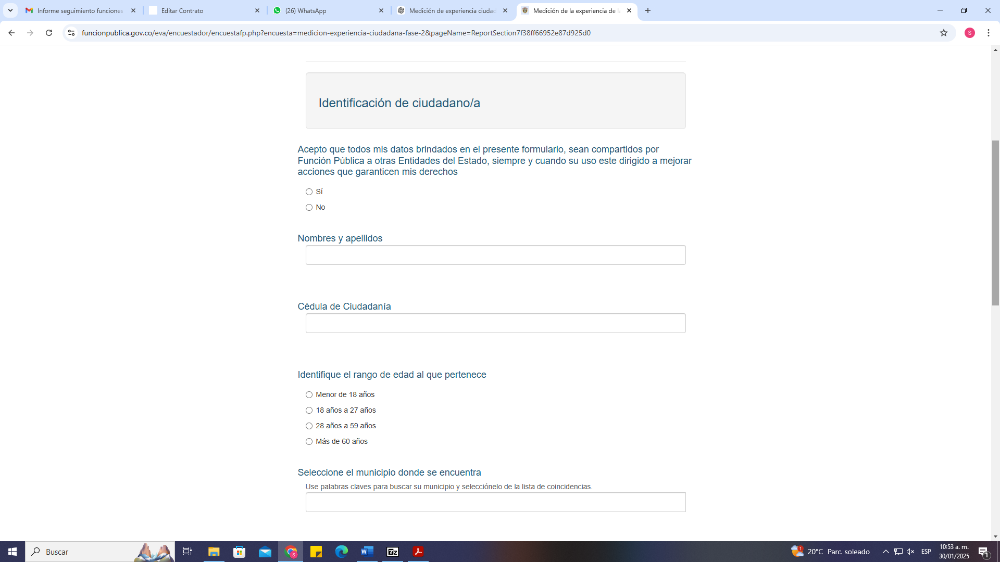 Informe seguimiento funciones
Editar Contrato
(26) WhatsApp
Medición de experiencia ciudad
Medición de la experiencia de l
funcionpublica.gov.co/eva/encuestador/encuestafp.php?encuesta=medicion-experiencia-ciudadana-fase-2&pageName=ReportSection7f38ff66952e87d925d0
S
Identificación de ciudadano/a
Acepto que todos mis datos brindados en el presente formulario, sean compartidos por
Función Pública a otras Entidades del Estado, siempre y cuando su uso este dirigido a mejorar
acciones que garanticen mis derechos
Sí
No
Nombres y apellidos
Cédula de Ciudadanía
Identifique el rango de edad al que pertenece
Menor de 18 años
18 años a 27 años
28 años a 59 años
Más de 60 años
Seleccione el municipio donde se encuentra
Use palabras claves para buscar su municipio y selecciónelo de la lista de coincidencias.
Buscar
S
W
7z
1
20°C Parc. soleado
ESP
10:53 a. m.
30/01/2025
1